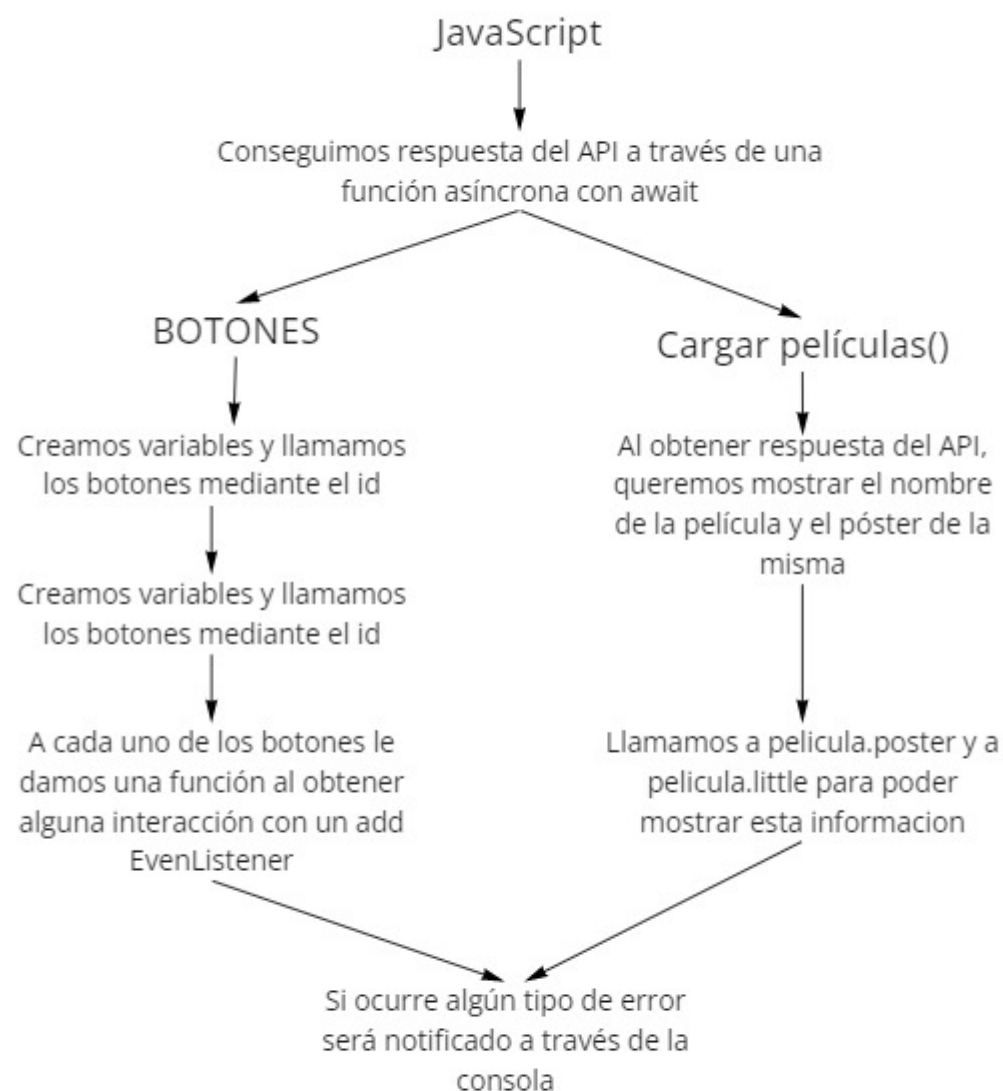 JavaScript
Conseguimos respuesta del API a través de una
función asíncrona con await
BOTONES
Creamos variables y llamamos
los botones mediante el id
Creamos variables y llamamos
los botones mediante el id
A cada uno de los botones le
damos una función al obtener
alguna interacción con un add
EvenListener
Cargar películas()
Al obtener respuesta del API,
queremos mostrar el nombre
de la película y el póster de la
misma
Llamamos a pelicula.poster y a
pelicula.little para poder
mostrar esta informacion
Si ocurre algún tipo de error
será notificado a través de la
consola